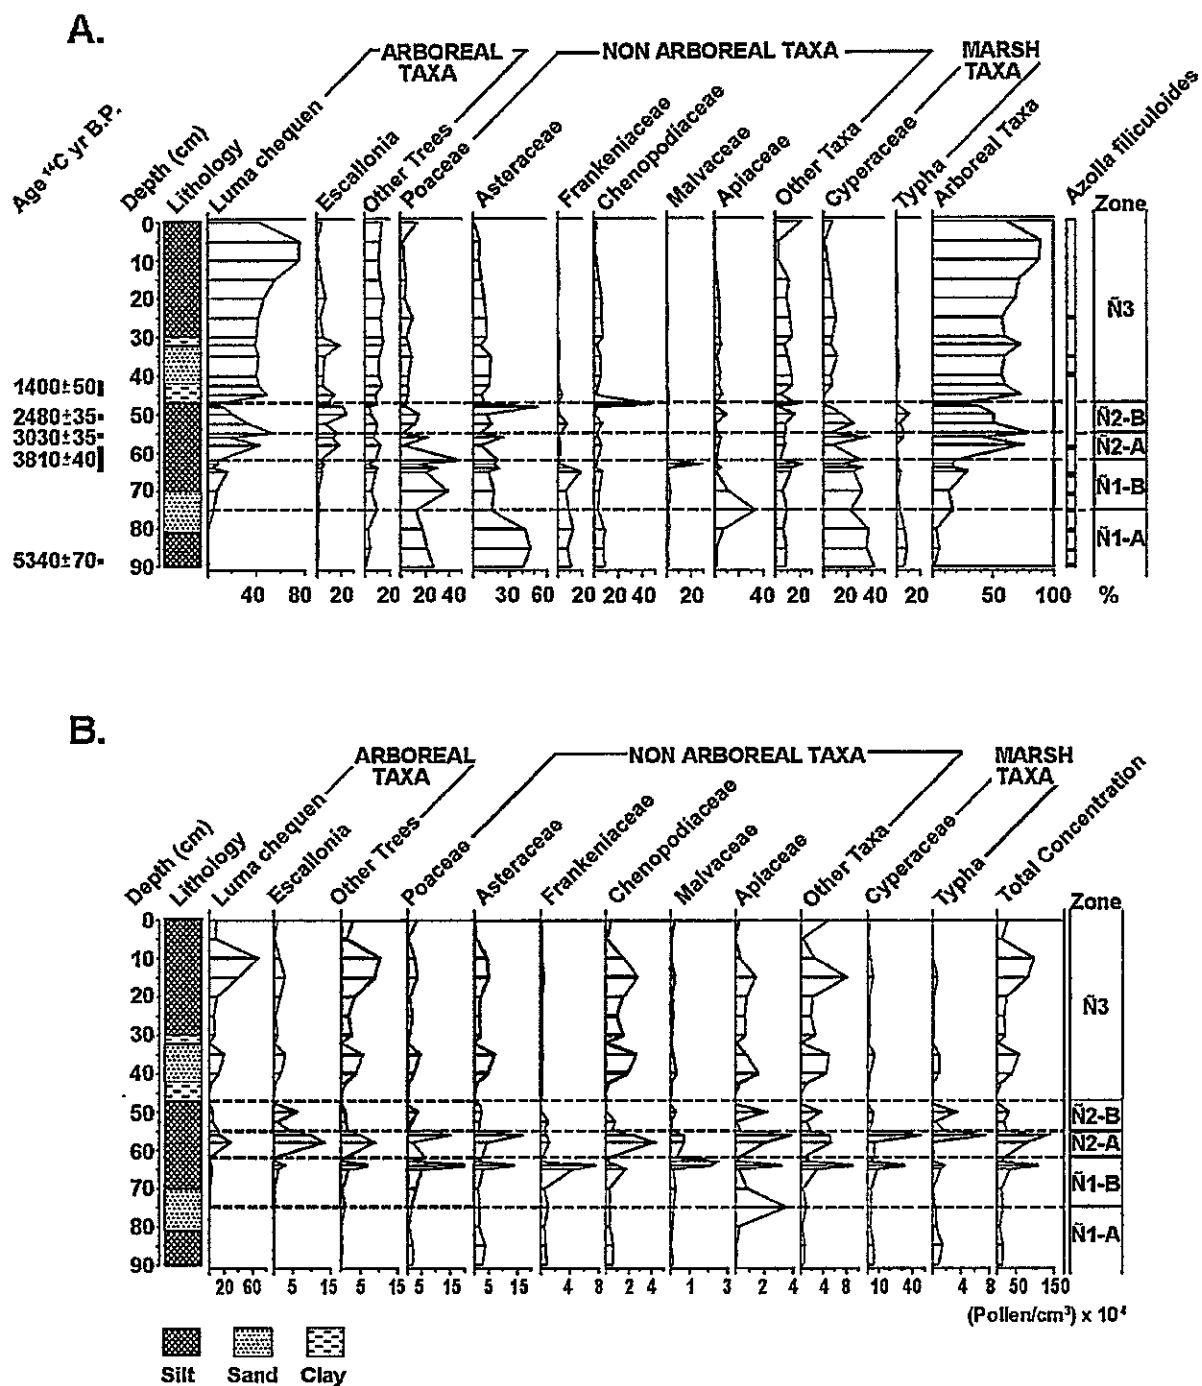 A.
ARBOREAL TAXA
NON ARBOREAL TAXA
MARSH TAXA
Age ¹⁴C yr B.P.
Depth (cm)
Lithology
Luma chequen
Escallonia
Other Trees
Poaceae
Asteraceae
Frankeniaceae
Chenopodiaceae
Malvaceae
Apiaceae
Other Taxa
Cyperaceae
Typha
Arboreal Taxa
Azolla filiculoides
Zone
0
10
20
30
40
50
60
70
80
90
1400±50
2480±35
3030±35
3810±40
5340±70
Ñ3
Ñ2-B
Ñ2-A
Ñ1-B
Ñ1-A
40 80 20 20 20 40 30 60 20 20 40 20 40 20 20 40 20 50 100 %
B.
ARBOREAL TAXA
NON ARBOREAL TAXA
MARSH TAXA
Depth (cm)
Lithology
Luma chequen
Escallonia
Other Trees
Poaceae
Asteraceae
Frankeniaceae
Chenopodiaceae
Malvaceae
Apiaceae
Other Taxa
Cyperaceae
Typha
Total Concentration
Zone
0
10
20
30
40
50
60
70
80
90
Ñ3
Ñ2-B
Ñ2-A
Ñ1-B
Ñ1-A
20 60 5 15 5 15 5 15 5 15 4 8 2 4 1 3 2 4 4 8 10 40 4 8 50 150
(Pollen/cm³) x 10⁴
Silt Sand Clay